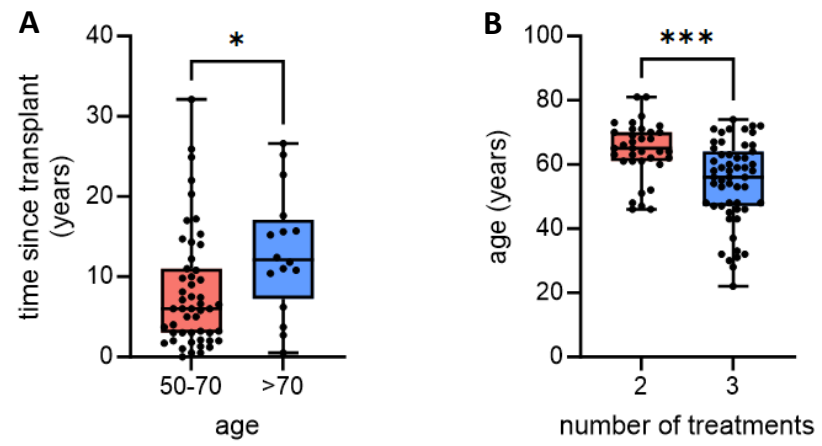 A
time since transplant
(years)
40
30
20
10
0
*
50-70
>70
age
B
age (years)
100
80
60
40
20
0
***
2
3
number of treatments